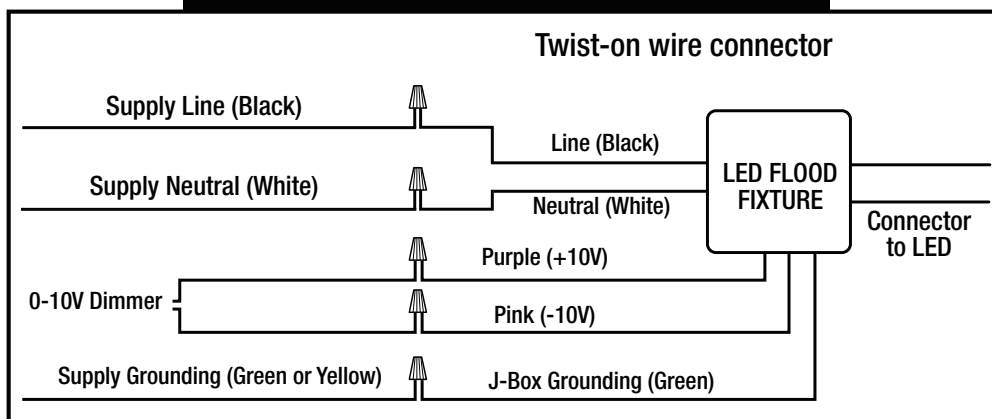 Twist-on wire connector
Supply Line (Black)
Line (Black)
Supply Neutral (White)
Neutral (White)
LED FLOOD
FIXTURE
Connector
to LED
Purple (+10V)
0-10V Dimmer
Pink (-10V)
Supply Grounding (Green or Yellow)
J-Box Grounding (Green)